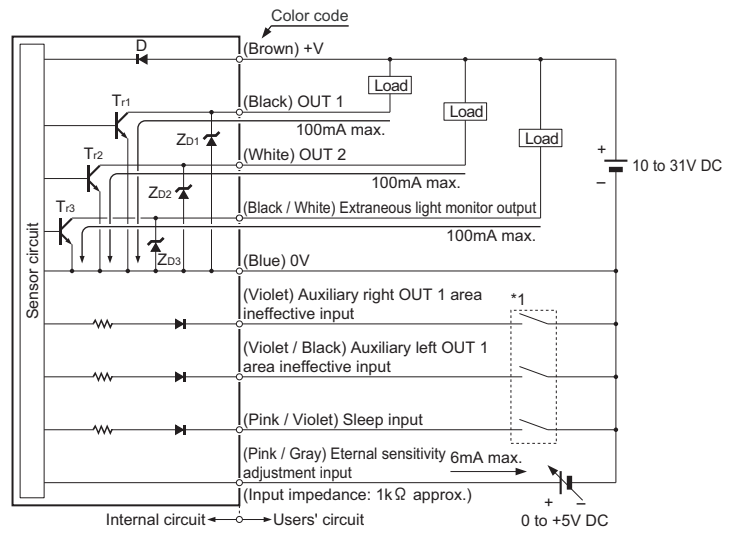 Color code
D
(Brown) +V
Load
Tr1
(Black) OUT 1
Load
100mA max.
ZD1
Load
Tr2
(White) OUT 2
+
10 to 31V DC
–
100mA max.
ZD2
Tr3
(Black / White) Extraneous light monitor output
100mA max.
ZD3
(Blue) 0V
Sensor circuit
(Violet) Auxiliary right OUT 1 area
ineffective input
*1
(Violet / Black) Auxiliary left OUT 1
area ineffective input
(Pink / Violet) Sleep input
(Pink / Gray) Eternal sensitivity
adjustment input
6mA max.
(Input impedance: 1kΩ approx.)
+
–
Internal circuit
Users' circuit
0 to +5V DC